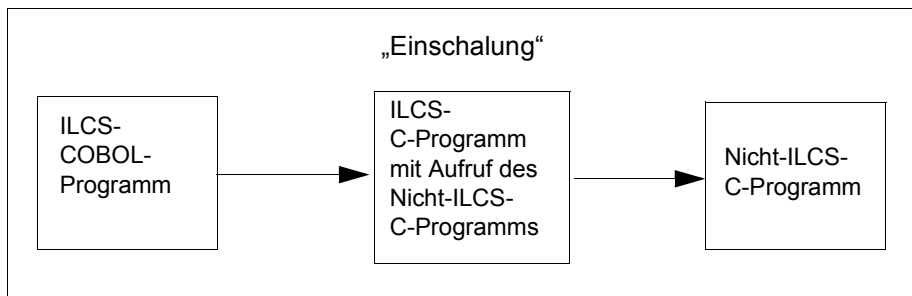 „Einschalung“
ILCS-
COBOL-
Programm
ILCS-
C-Programm
mit Aufruf des
Nicht-ILCS-
C-Programms
Nicht-ILCS-
C-Programm